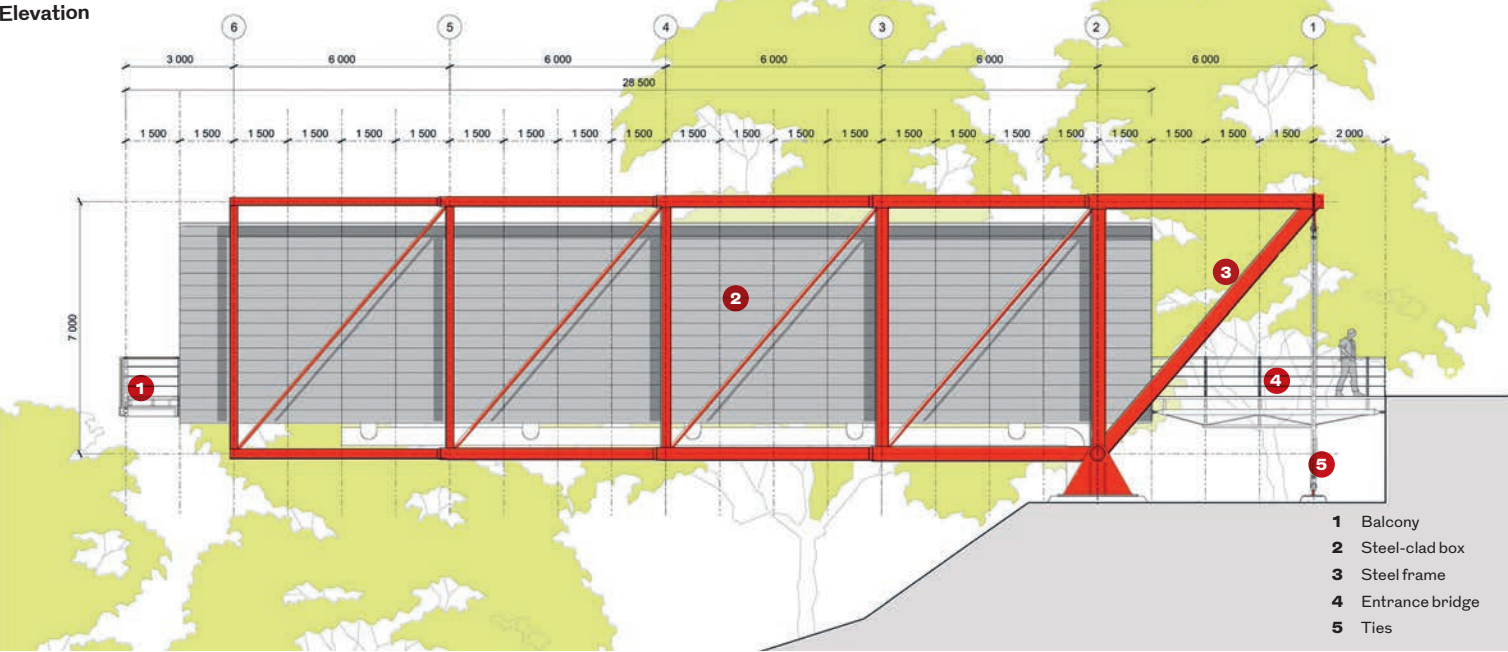 Elevation
6 5 4 3 2 1
3 000 6 000 6 000 6 000 6 000 6 000
28 500
1 500 1 500 1 500 1 500 1 500 1 500 1 500 1 500 1 500 1 500 1 500 1 500 1 500 1 500 1 500 1 500 1 500 1 500 1 500 1 500 1 500 1 500 2 000
7 000
3
2
1
4
5
1 Balcony
2 Steel-clad box
3 Steel frame
4 Entrance bridge
5 Ties